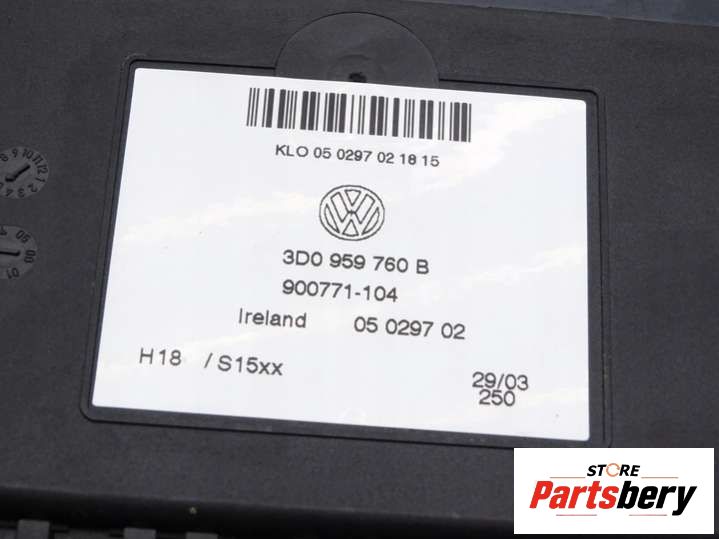 KLO 05 0297 02 18 15
VW
3D0 959 760 B
900771-104
Ireland 05 0297 02
H18 / S15xx
29/03
250
STORE
Partsbery